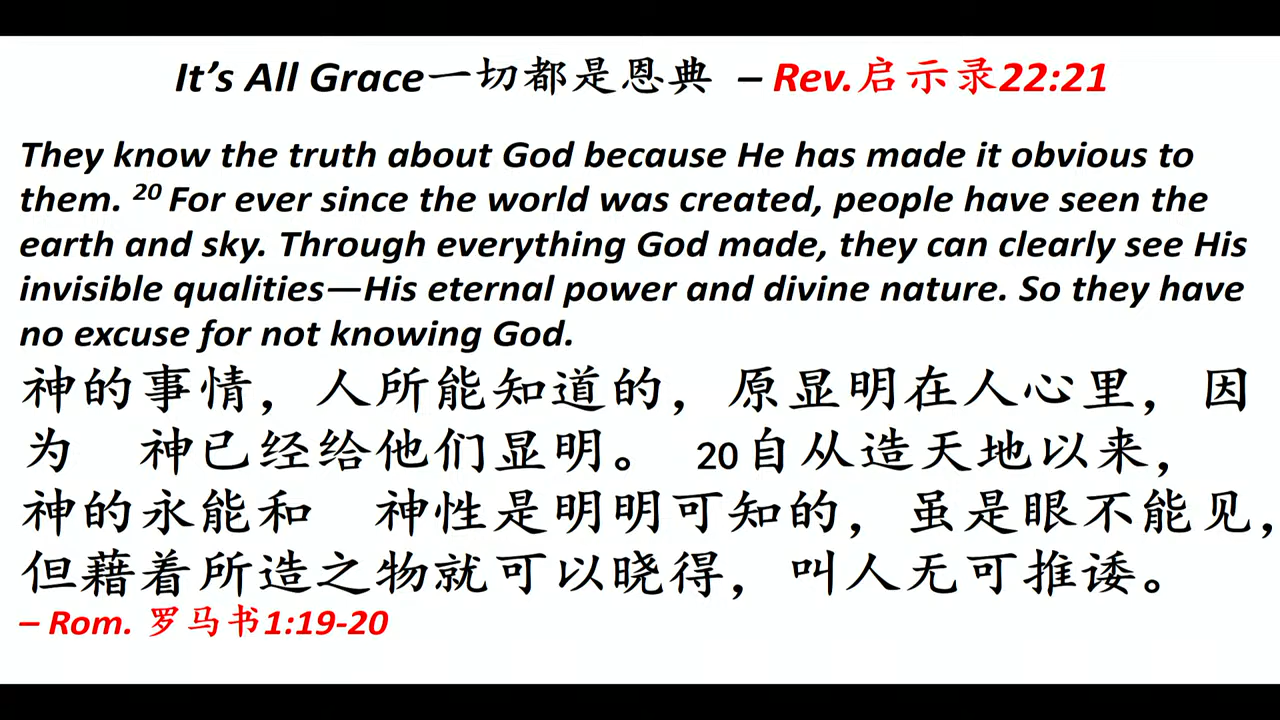 It’s All Grace一切都是恩典 – Rev.启示录22:21
They know the truth about God because He has made it obvious to
them. 20 For ever since the world was created, people have seen the
earth and sky. Through everything God made, they can clearly see His
invisible qualities—His eternal power and divine nature. So they have
no excuse for not knowing God.
神的事情，人所能知道的，原显明在人心里，因
为　神已经给他们显明。 20自从造天地以来，
神的永能和　神性是明明可知的，虽是眼不能见，
但藉着所造之物就可以晓得，叫人无可推诿。
– Rom. 罗马书1:19-20